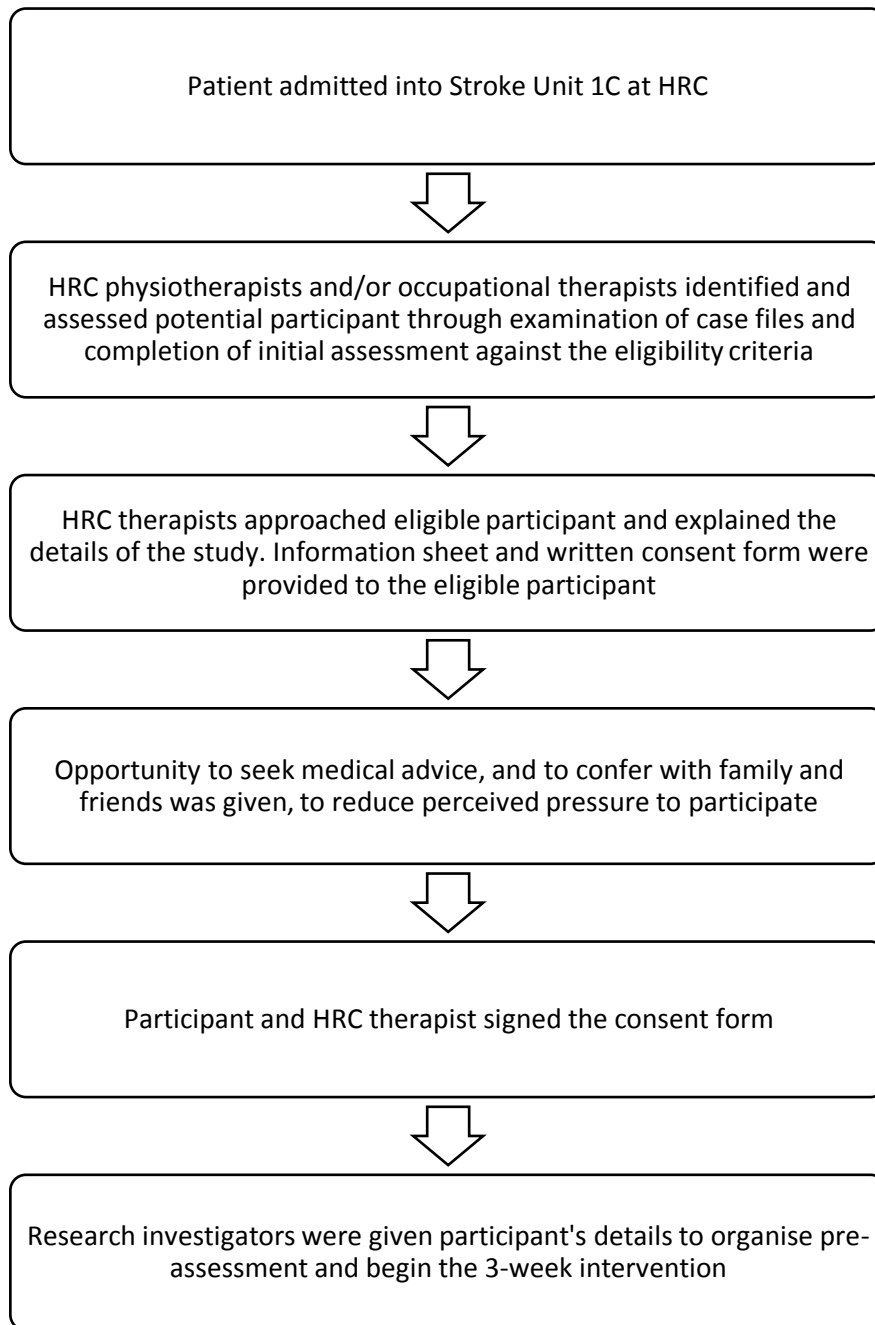 Patient admitted into Stroke Unit 1C at HRC
HRC physiotherapists and/or occupational therapists identified and
assessed potential participant through examination of case files and
completion of initial assessment against the eligibility criteria
HRC therapists approached eligible participant and explained the
details of the study. Information sheet and written consent form were
provided to the eligible participant
Opportunity to seek medical advice, and to confer with family and
friends was given, to reduce perceived pressure to participate
Participant and HRC therapist signed the consent form
Research investigators were given participant's details to organise pre-
assessment and begin the 3-week intervention